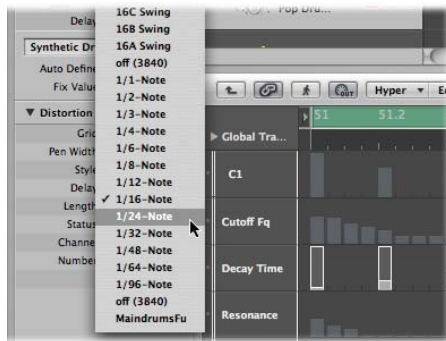 Delay
Synthetic Dr
Auto Define
Fix Value
Distortion
Grid
Pen Width
Style
Delay
Length
Status
Channel
Number
16C Swing
16B Swing
16A Swing
off (3840)
1/1-Note
1/2-Note
1/3-Note
1/4-Note
1/6-Note
1/8-Note
1/12-Note
✓ 1/16-Note
1/24-Note
1/32-Note
1/48-Note
1/64-Note
1/96-Note
off (3840)
MaindrumsFu
Pop Dru...
OUT
Hyper
51
51.2
Global Tra...
C1
Cutoff Fq
Decay Time
Resonance